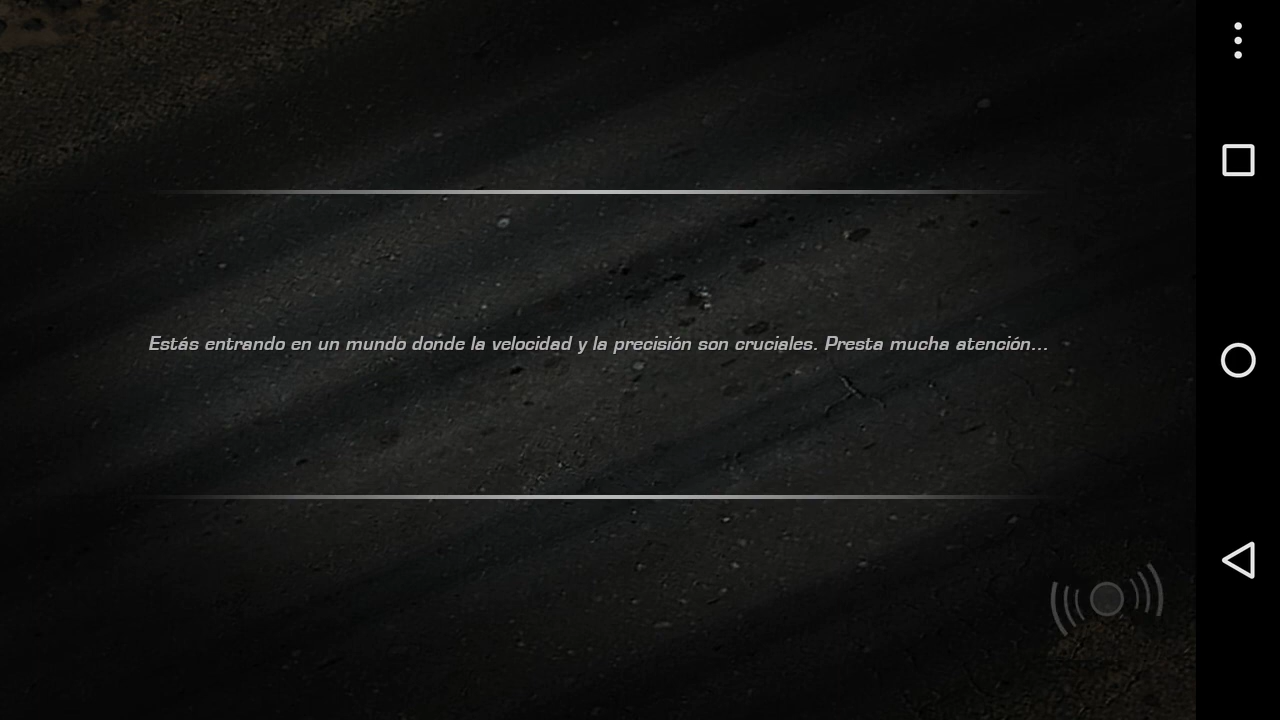 Estás entrando en un mundo donde la velocidad y la precisión son cruciales. Presta mucha atención...